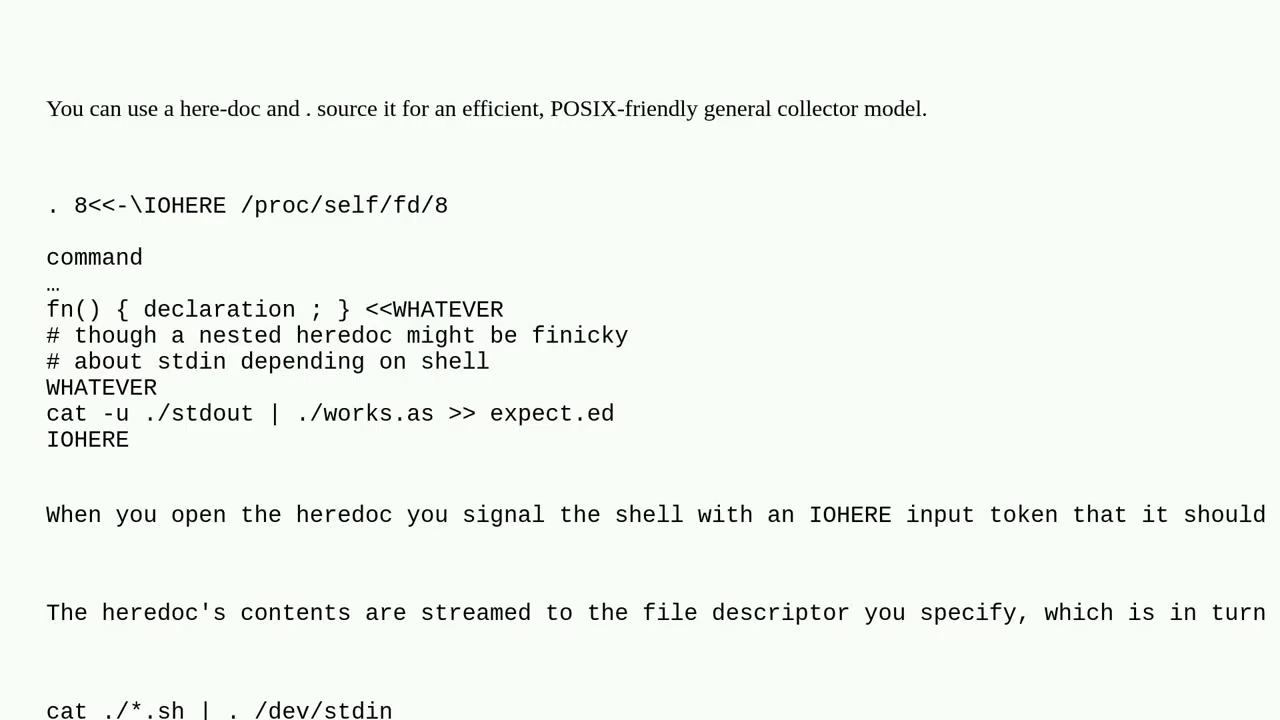 You can use a here-doc and . source it for an efficient, POSIX-friendly general collector model.
. 8<<-\IOHERE /proc/self/fd/8
command
…
fn() { declaration ; } <<WHATEVER
# though a nested heredoc might be finicky
# about stdin depending on shell
WHATEVER
cat -u ./stdout | ./works.as >> expect.ed
IOHERE
When you open the heredoc you signal the shell with an IOHERE input token that it should
The heredoc's contents are streamed to the file descriptor you specify, which is in turn
cat ./*.sh | . /dev/stdin